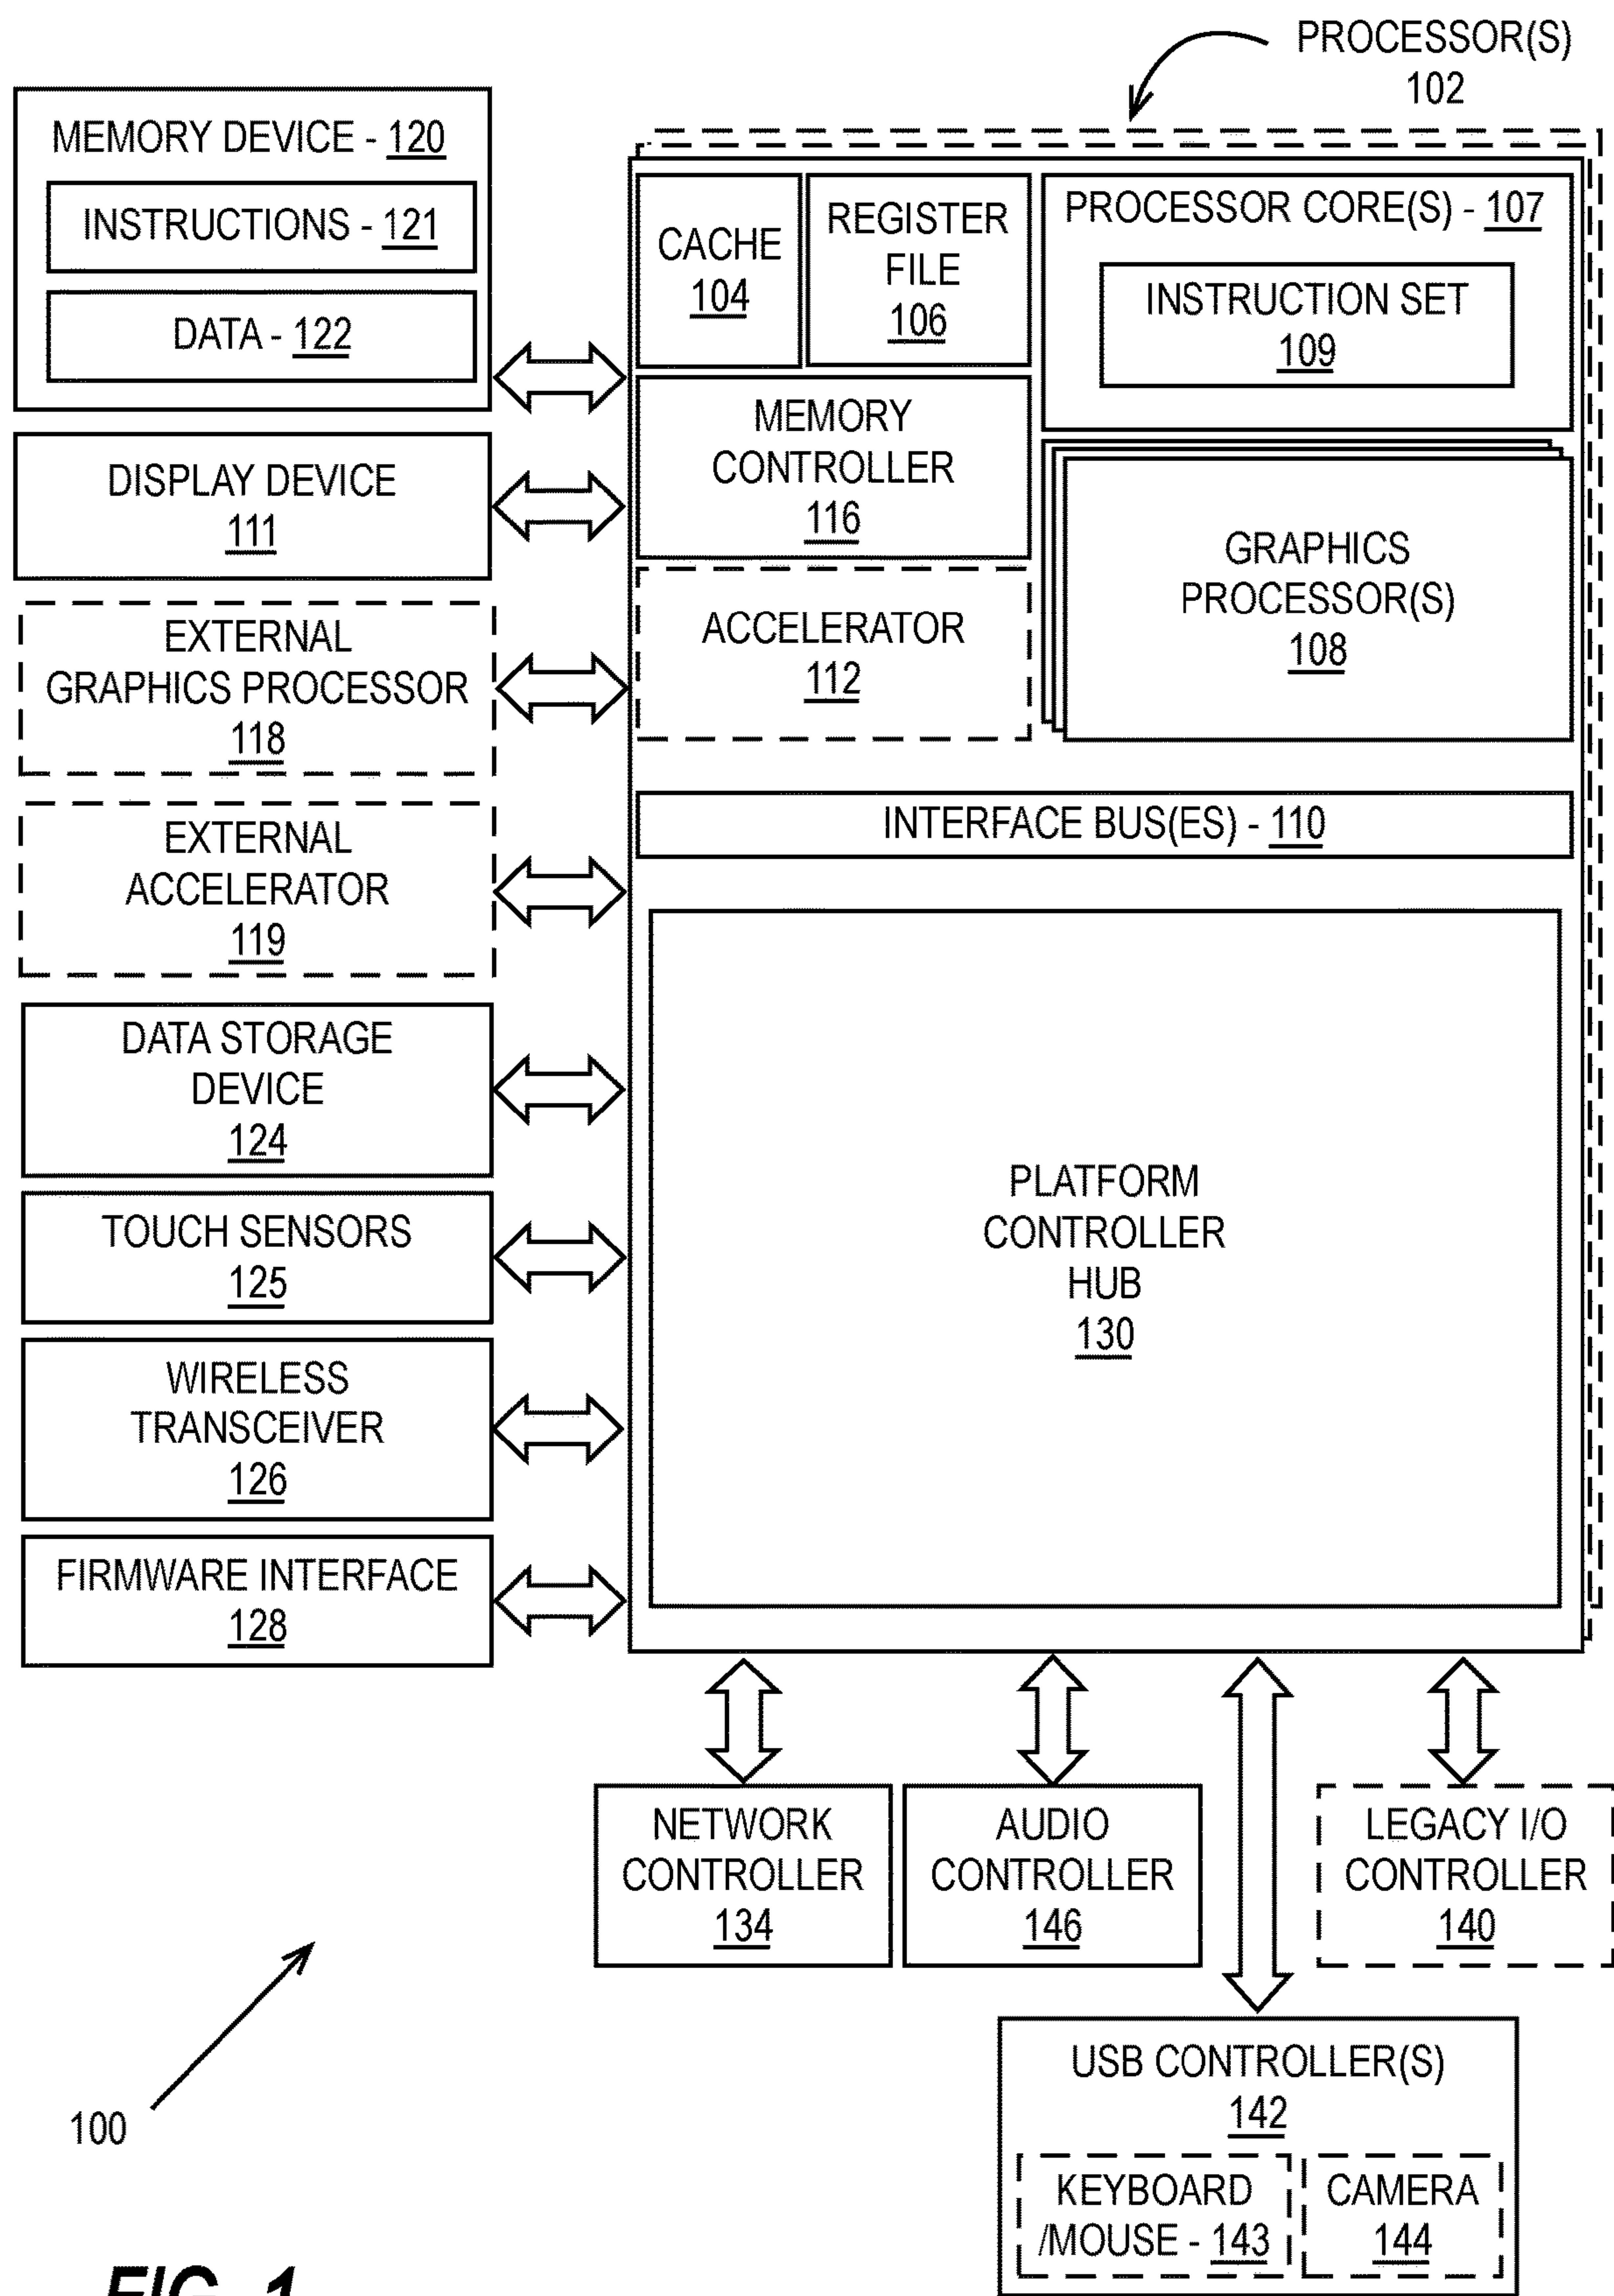 PROCESSOR(S)
102
MEMORY DEVICE - 120
INSTRUCTIONS - 121
DATA - 122
DISPLAY DEVICE
111
EXTERNAL
GRAPHICS PROCESSOR
118
EXTERNAL
ACCELERATOR
119
DATA STORAGE
DEVICE
124
TOUCH SENSORS
125
WIRELESS
TRANSCEIVER
126
FIRMWARE INTERFACE
128
CACHE
104
REGISTER
FILE
106
PROCESSOR CORE(S) - 107
INSTRUCTION SET
109
MEMORY
CONTROLLER
116
GRAPHICS
PROCESSOR(S)
108
ACCELERATOR
112
INTERFACE BUS(ES) - 110
PLATFORM
CONTROLLER
HUB
130
NETWORK
CONTROLLER
134
AUDIO
CONTROLLER
146
LEGACY I/O
CONTROLLER
140
USB CONTROLLER(S)
142
KEYBOARD
/MOUSE - 143
CAMERA
144
100
FIG. 1